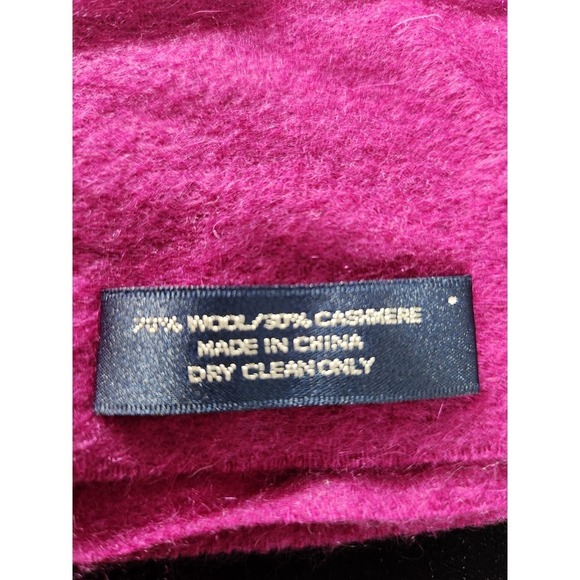 70% WOOL/30% CASHMERE
MADE IN CHINA
DRY CLEAN ONLY